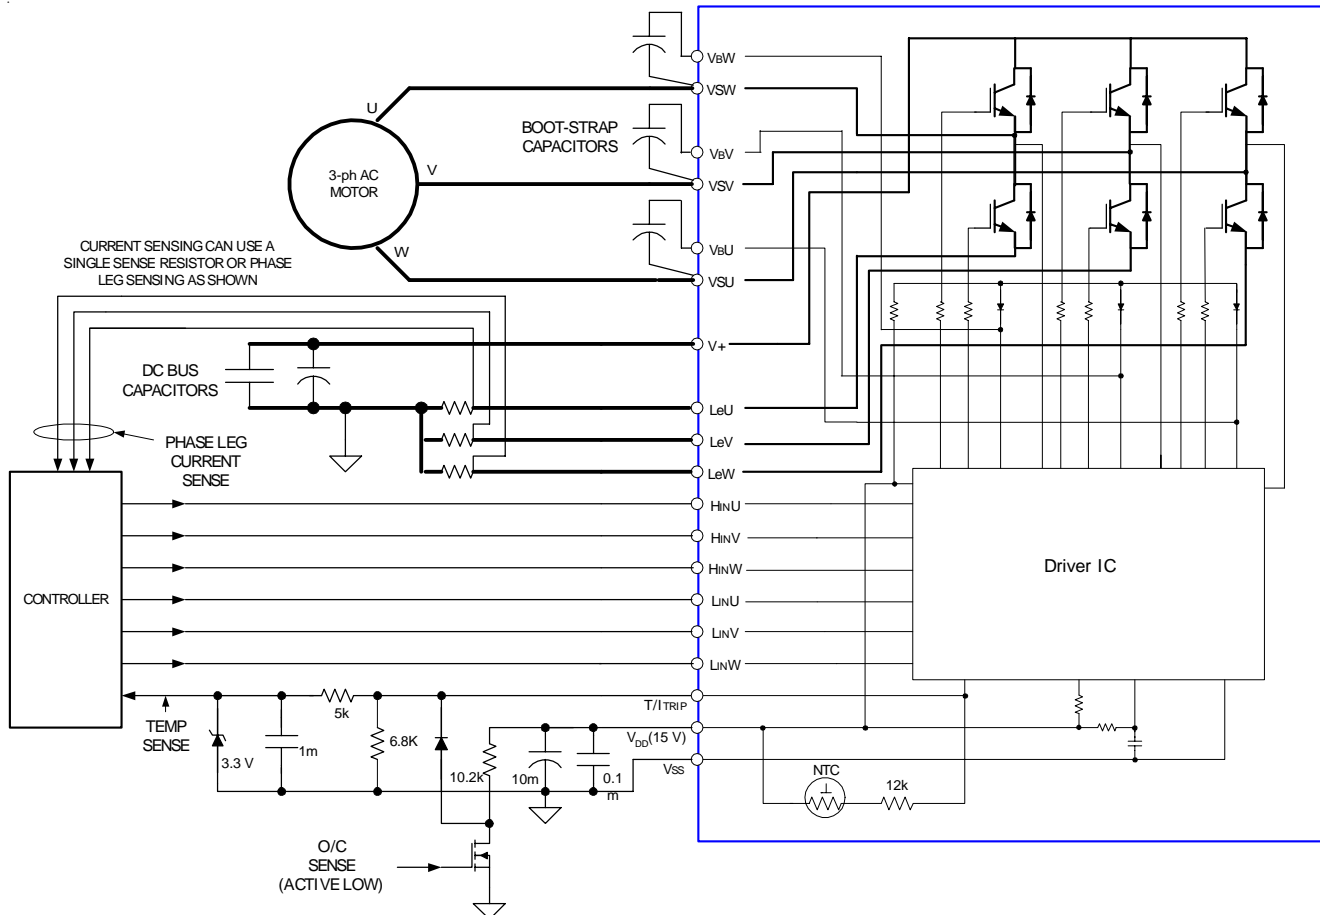 VBW
U
VSW
BOOT-STRAP
CAPACITORS
VBV
3-ph AC
MOTOR
V
VSV
W
VBU
CURRENT SENSING CAN USE A
SINGLE SENSE RESISTOR OR PHASE
LEG SENSING AS SHOWN
VSU
V+
DC BUS
CAPACITORS
LeU
PHASE LEG
CURRENT
SENSE
LeV
LeW
HINU
HINV
HINW
Driver IC
CONTROLLER
LINU
LINV
LINW
T/ITRIP
5k
TEMP
SENSE
6.8K
VDD(15 V)
1m
3.3 V
10.2k
10m
0.1
m
VSS
NTC
12k
O/C
SENSE
(ACTIVE LOW)